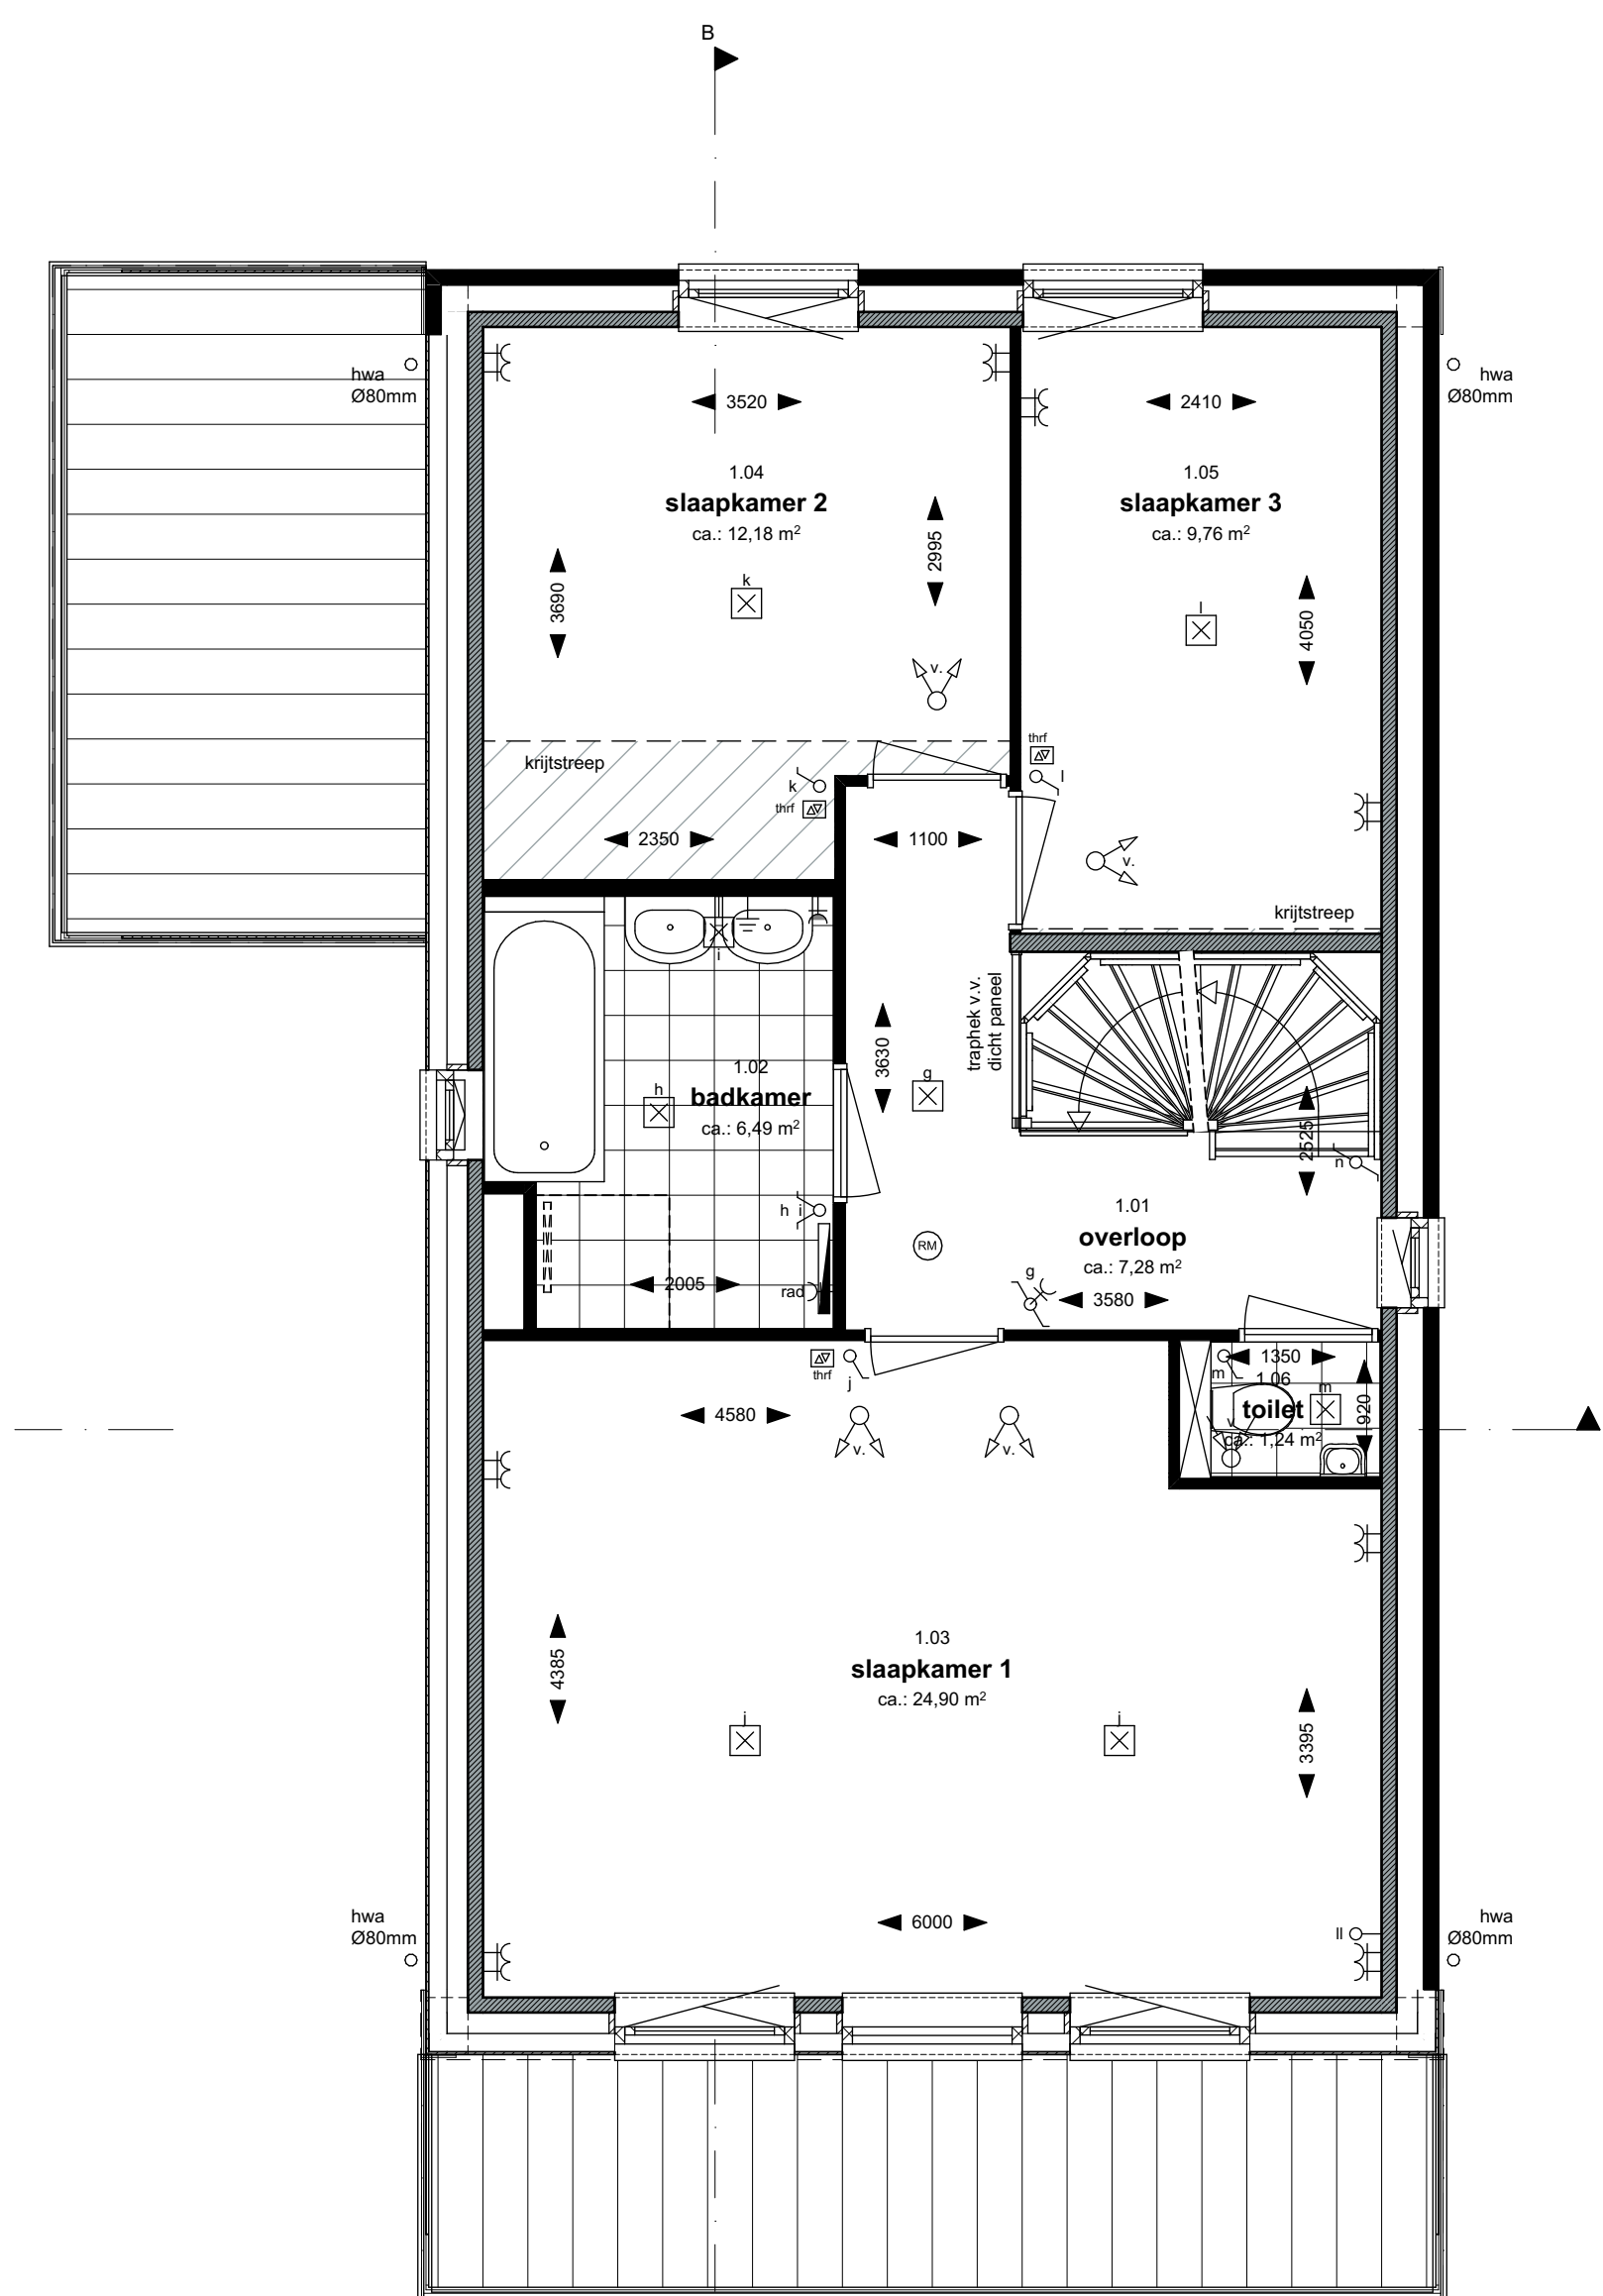 B
hwa
Ø80mm
hwa
Ø80mm
3520
2410
1.04
slaapkamer 2
ca.: 12,18 m²
1.05
slaapkamer 3
ca.: 9,76 m²
2995
3690
k
l
4050
v.
thrf
l
krijtstreep
k
thrf
2350
1100
v.
krijtstreep
i
traphek v.v.
dicht paneel
3630
g
1.02
badkamer
ca.: 6,49 m²
h
2525
n
h i
1.01
overloop
ca.: 7,28 m²
RM
g
3580
2005
rad
thrf
j
1350
m
1.06
m
toilet
ca.: 1,24 m²
v.
920
4580
v.
v.
1.03
slaapkamer 1
ca.: 24,90 m²
4385
j
j
3395
6000
hwa
Ø80mm
ll
hwa
Ø80mm